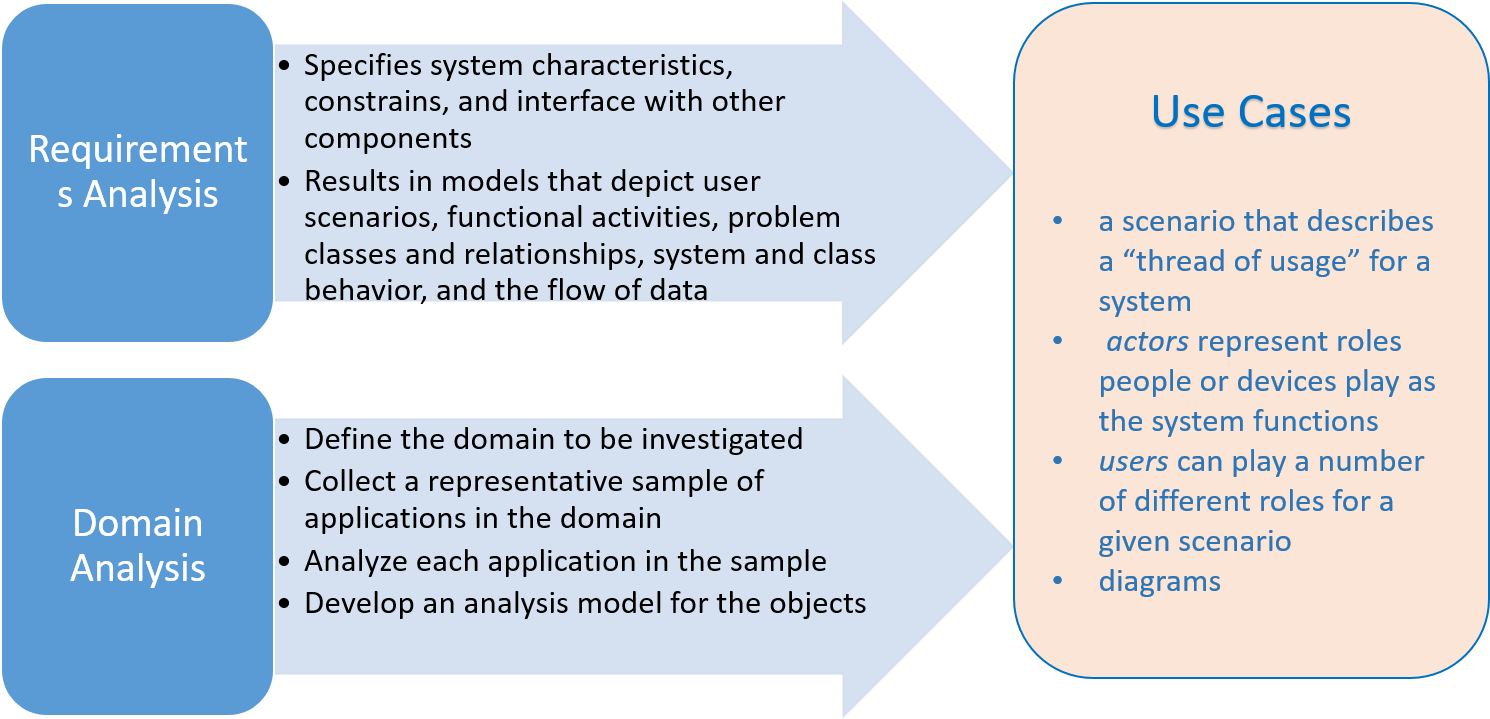 Requirement
s Analysis
• Specifies system characteristics,
constrains, and interface with other
components
• Results in models that depict user
scenarios, functional activities, problem
classes and relationships, system and class
behavior, and the flow of data
Domain
Analysis
• Define the domain to be investigated
• Collect a representative sample of
applications in the domain
• Analyze each application in the sample
• Develop an analysis model for the objects
Use Cases
• a scenario that describes
a “thread of usage” for a
system
• actors represent roles
people or devices play as
the system functions
• users can play a number
of different roles for a
given scenario
• diagrams